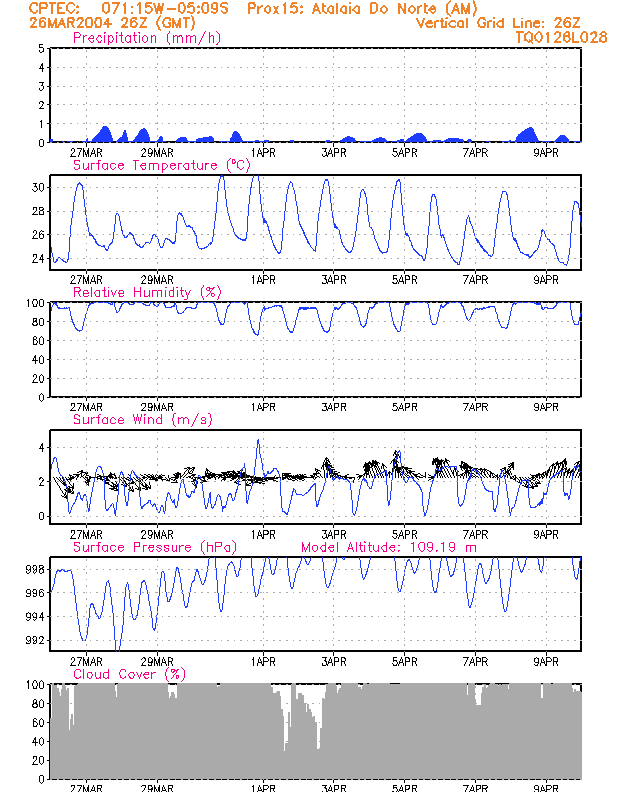 CPTEC: 071:15W-05:09S Prox15: Atalaia Do Norte (AM)
26MAR2004 26Z (GMT) Vertical Grid Line: 26Z
Precipitation (mm/h) TQ0126L028
5
4
3
2
1
0
27MAR 29MAR 1APR 3APR 5APR 7APR 9APR
Surface Temperature (°C)
30
28
26
24
27MAR 29MAR 1APR 3APR 5APR 7APR 9APR
Relative Humidity (%)
100
80
60
40
20
0
27MAR 29MAR 1APR 3APR 5APR 7APR 9APR
Surface Wind (m/s)
4
2
0
27MAR 29MAR 1APR 3APR 5APR 7APR 9APR
Surface Pressure (hPa) Model Altitude: 109.19 m
998
996
994
992
27MAR 29MAR 1APR 3APR 5APR 7APR 9APR
Cloud Cover (%)
100
80
60
40
20
0
27MAR 29MAR 1APR 3APR 5APR 7APR 9APR